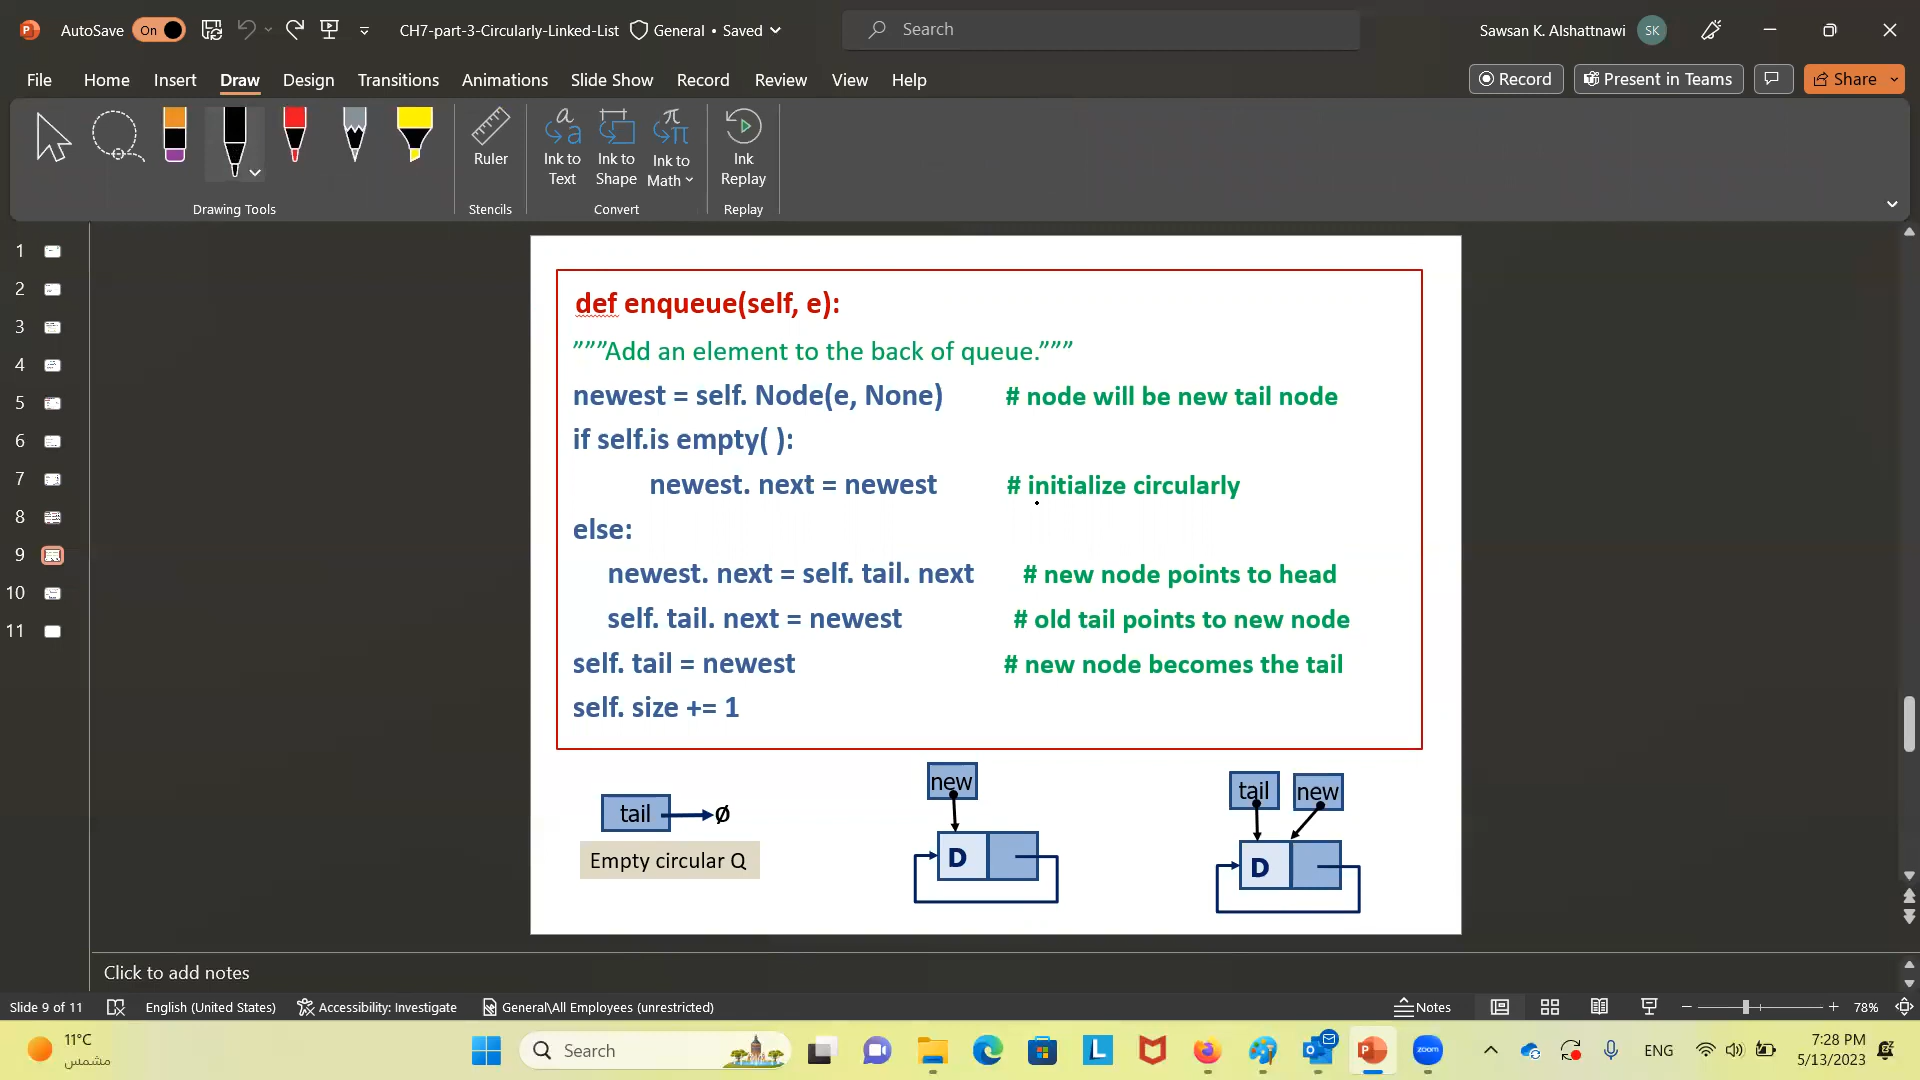 AutoSave On CH7-part-3-Circularly-Linked-List General • Saved Search Sawsan K. Alshattnawi SK
File Home Insert Draw Design Transitions Animations Slide Show Record Review View Help Record Present in Teams Share
Ruler
Ink to Text
Ink to Shape
Ink to Math
Ink Replay
Drawing Tools Stencils Convert Replay
1
2
3
4
5
6
7
8
9
10
11
def enqueue(self, e):
”””Add an element to the back of queue.”””
newest = self. Node(e, None) # node will be new tail node
if self.is empty( ):
newest. next = newest # initialize circularly
else:
newest. next = self. tail. next # new node points to head
self. tail. next = newest # old tail points to new node
self. tail = newest # new node becomes the tail
self. size += 1
tail Ø
Empty circular Q
new
D
tail new
D
Click to add notes
Slide 9 of 11 English (United States) Accessibility: Investigate General\All Employees (unrestricted) Notes 78%
11°C
مشمس
Search
zoom
ENG
7:28 PM
5/13/2023